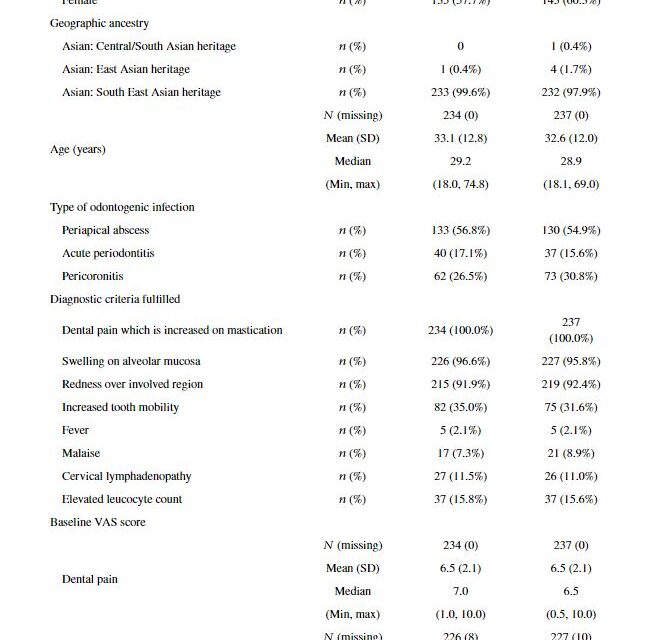 Female n (%)
Geographic ancestry
Asian: Central/South Asian heritage n (%) 0 1 (0.4%)
Asian: East Asian heritage n (%) 1 (0.4%) 4 (1.7%)
Asian: South East Asian heritage n (%) 233 (99.6%) 232 (97.9%)
N (missing) 234 (0) 237 (0)
Mean (SD) 33.1 (12.8) 32.6 (12.0)
Age (years)
Median 29.2 28.9
(Min, max) (18.0, 74.8) (18.1, 69.0)
Type of odontogenic infection
Periapical abscess n (%) 133 (56.8%) 130 (54.9%)
Acute periodontitis n (%) 40 (17.1%) 37 (15.6%)
Pericoronitis n (%) 62 (26.5%) 73 (30.8%)
Diagnostic criteria fulfilled
Dental pain which is increased on mastication n (%) 234 (100.0%) 237
(100.0%)
Swelling on alveolar mucosa n (%) 226 (96.6%) 227 (95.8%)
Redness over involved region n (%) 215 (91.9%) 219 (92.4%)
Increased tooth mobility n (%) 82 (35.0%) 75 (31.6%)
Fever n (%) 5 (2.1%) 5 (2.1%)
Malaise n (%) 17 (7.3%) 21 (8.9%)
Cervical lymphadenopathy n (%) 27 (11.5%) 26 (11.0%)
Elevated leucocyte count n (%) 37 (15.8%) 37 (15.6%)
Baseline VAS score
N (missing) 234 (0) 237 (0)
Mean (SD) 6.5 (2.1) 6.5 (2.1)
Dental pain
Median 7.0 6.5
(Min, max) (1.0, 10.0) (0.5, 10.0)
N (missing) 226 (8) 227 (10)